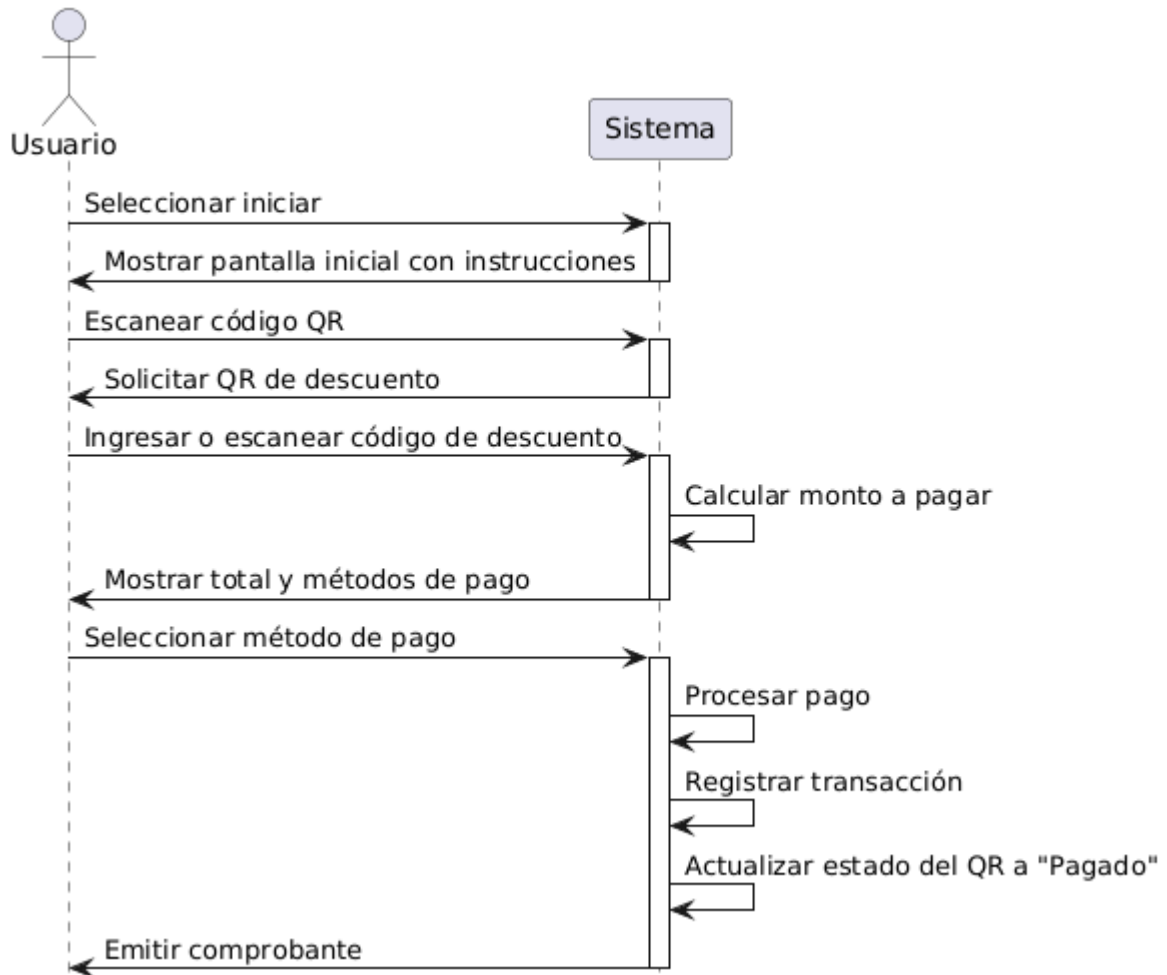 Usuario
Sistema
Seleccionar iniciar
Mostrar pantalla inicial con instrucciones
Escanear código QR
Solicitar QR de descuento
Ingresar o escanear código de descuento
Calcular monto a pagar
Mostrar total y métodos de pago
Seleccionar método de pago
Procesar pago
Registrar transacción
Actualizar estado del QR a "Pagado"
Emitir comprobante